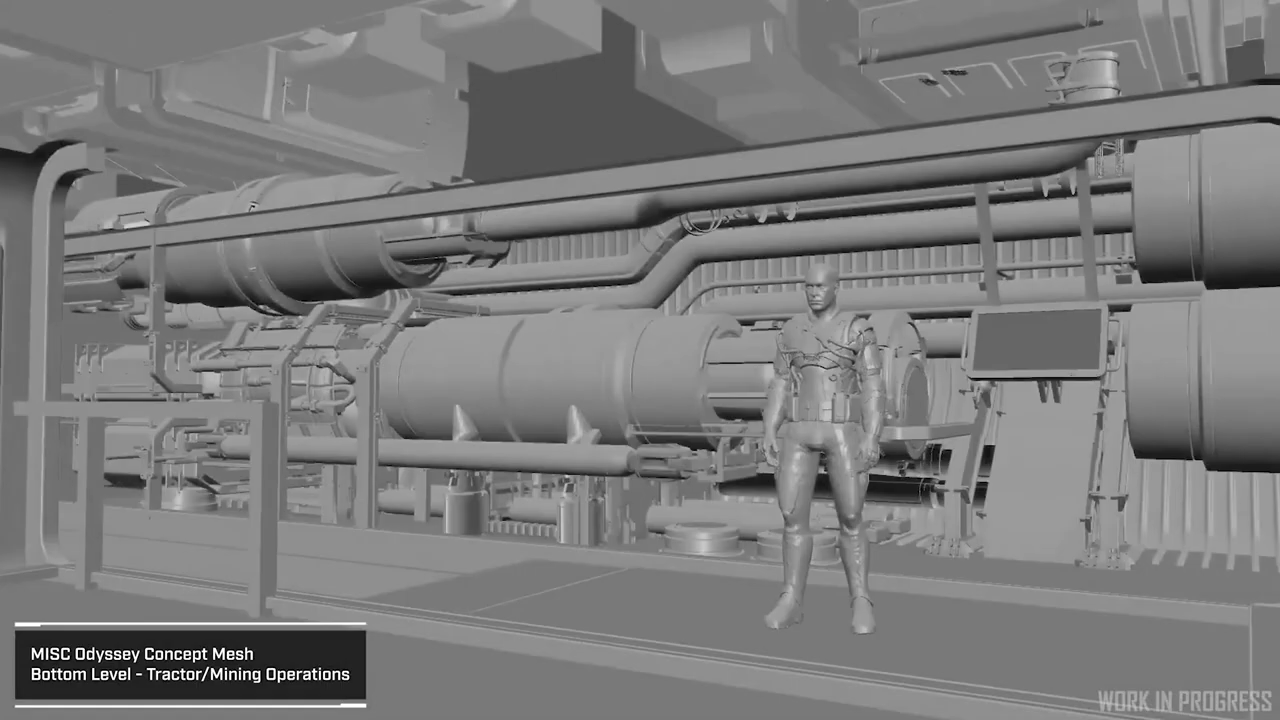 MISC Odyssey Concept Mesh
Bottom Level - Tractor/Mining Operations
WORK IN PROGRESS